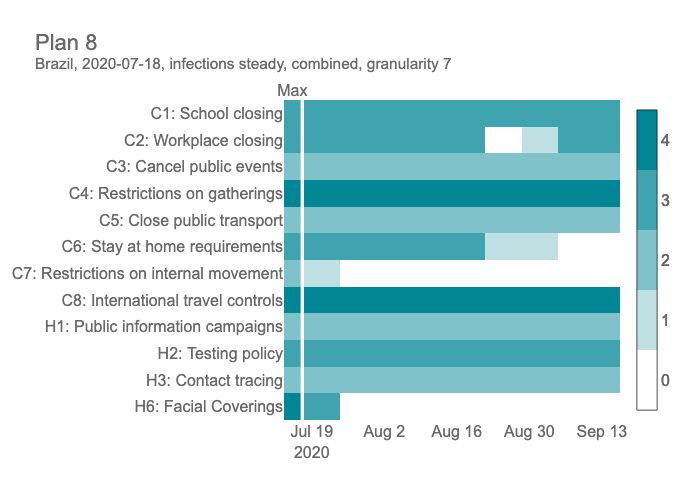 Plan 8
Brazil, 2020-07-18, infections steady, combined, granularity 7
Max
C1: School closing
C2: Workplace closing
C3: Cancel public events
C4: Restrictions on gatherings
C5: Close public transport
C6: Stay at home requirements
C7: Restrictions on internal movement
C8: International travel controls
H1: Public information campaigns
H2: Testing policy
H3: Contact tracing
H6: Facial Coverings
Jul 19 Aug 2 Aug 16 Aug 30 Sep 13
2020
4
3
2
1
0